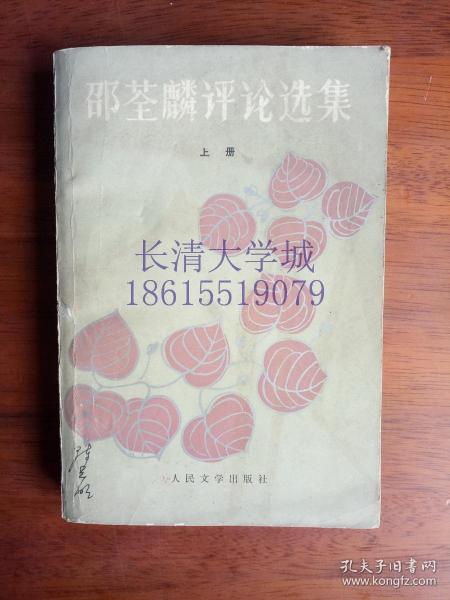 邵荃麟评论选集
上册
长清大学城
18615519079
人民文学出版社
孔夫子旧书网
www.kongfz.com